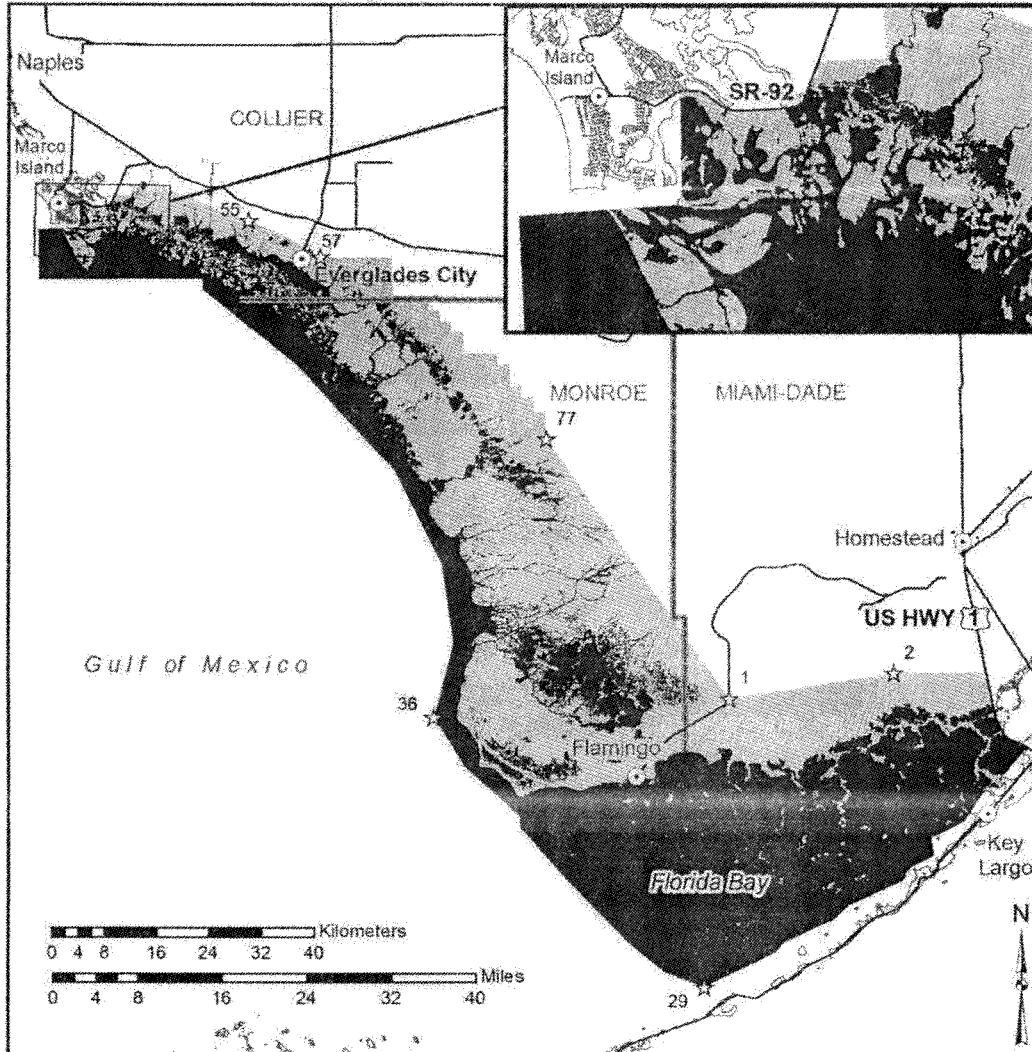 Naples
COLLIER
Marco
Island
55
57
Everglades City
Marco
Island
SR-92
MONROE
MIAMI-DADE
77
Homestead
US HWY 1
Gulf of Mexico
2
1
36
Flamingo
Key
Largo
Florida Bay
Kilometers
0 4 8 16 24 32 40
Miles
0 4 8 16 24 32 40
29
N